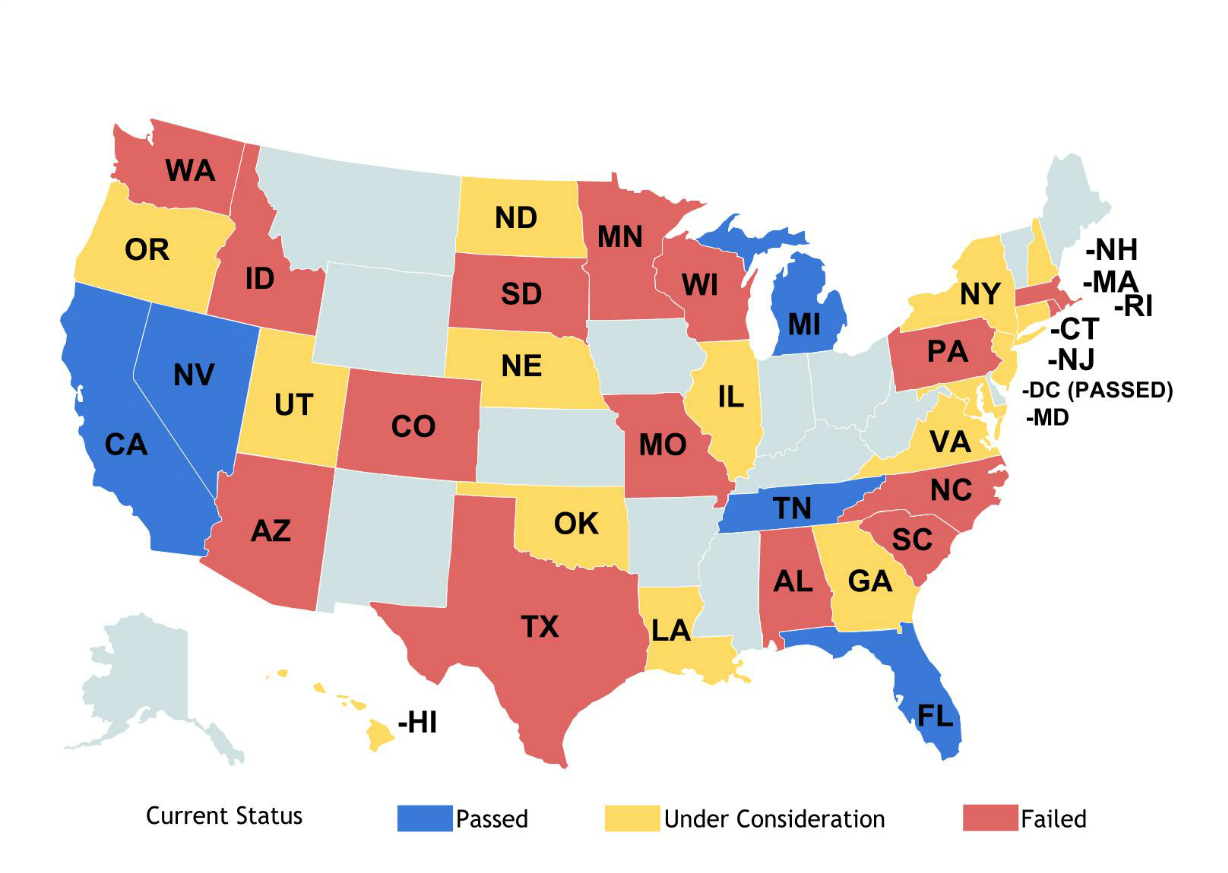 WA
ND
MN
OR
ID
SD
WI
-NH
-MA
NY
-RI
MI
-CT
PA
-NJ
NV
NE
UT
IL
-DC (PASSED)
-MD
CO
CA
MO
VA
NC
TN
AZ
OK
SC
AL
GA
TX
LA
-HI
FL
Current Status
Passed
Under Consideration
Failed